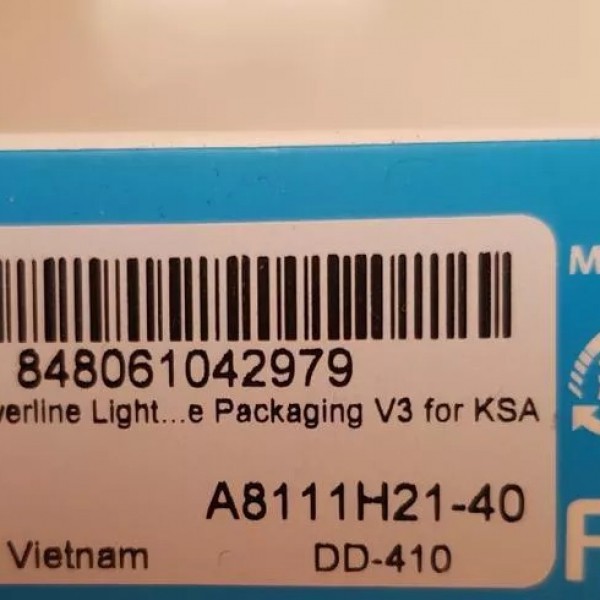 848061042979
verline Light...e Packaging V3 for KSA
A8111H21-40
Vietnam
DD-410
M